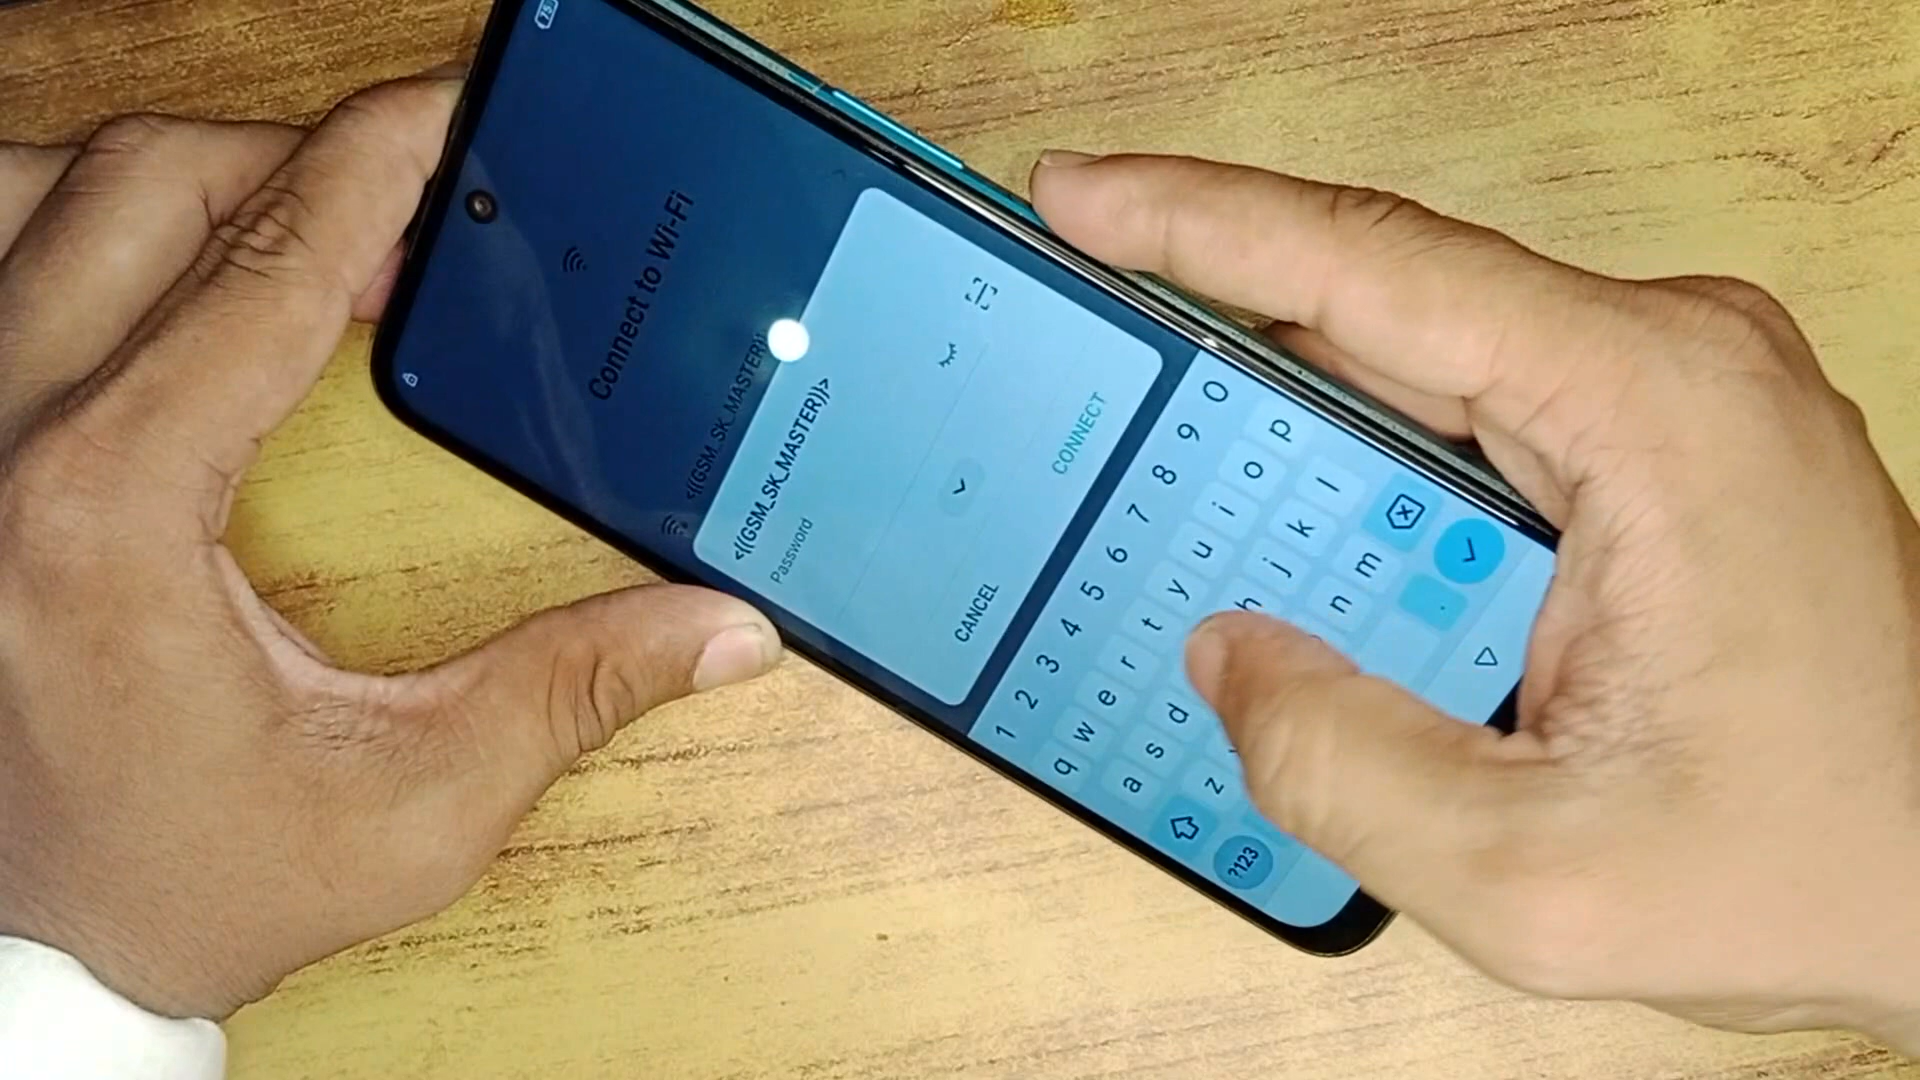 75
Connect to Wi-Fi
<((GSM_SK_MASTER))
<((GSM_SK_MASTER))>
Password
CANCEL CONNECT
1 2 3 4 5 6 7 8 9 0
q w e r t y u i o p
a s d h j k l
z n m
?123 .